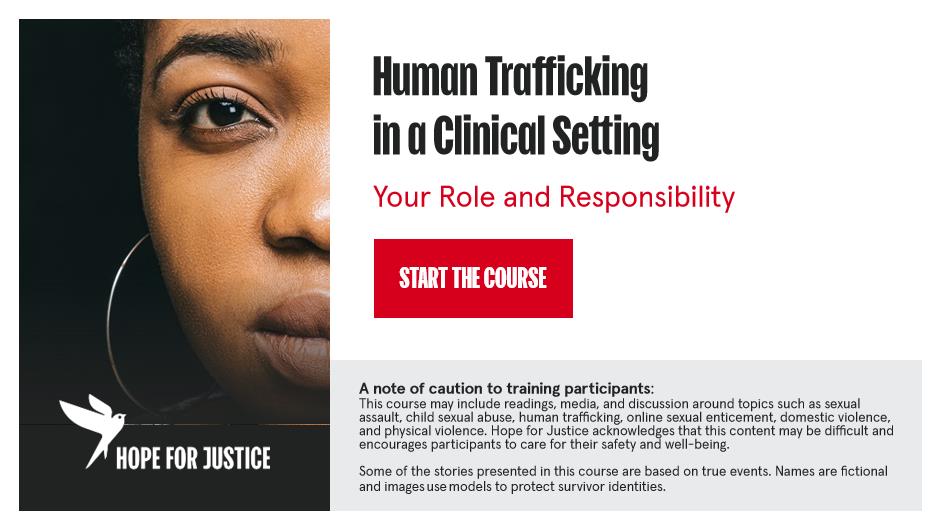 Human Trafficking
in a Clinical Setting
Your Role and Responsibility
START THE COURSE
HOPE FOR JUSTICE
A note of caution to training participants:
This course may include readings, media, and discussion around topics such as sexual
assault, child sexual abuse, human trafficking, online sexual enticement, domestic violence,
and physical violence. Hope for Justice acknowledges that this content may be difficult and
encourages participants to care for their safety and well-being.
Some of the stories presented in this course are based on true events. Names are fictional
and images use models to protect survivor identities.